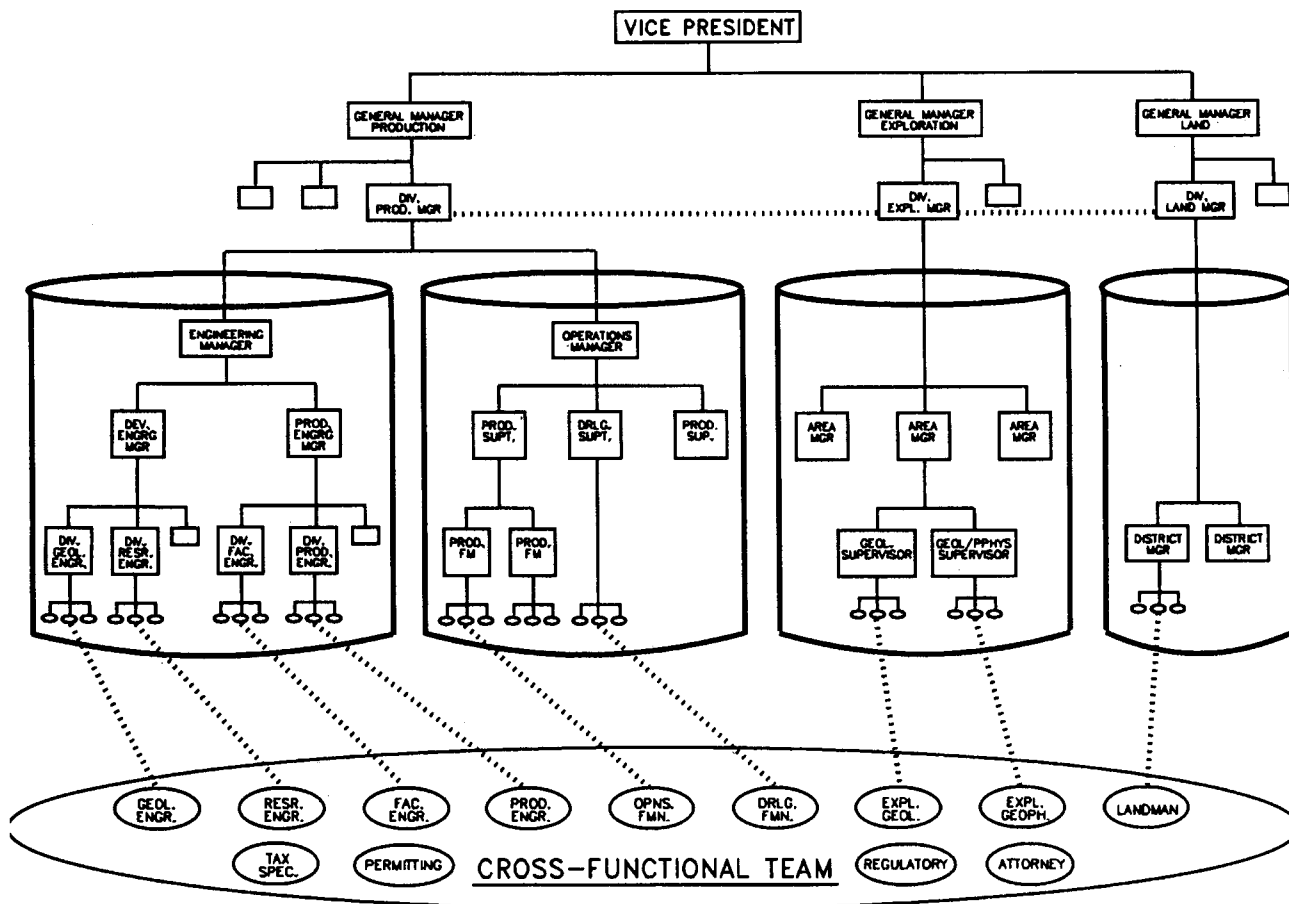 VICE PRESIDENT
GENERAL MANAGER
PRODUCTION
GENERAL MANAGER
EXPLORATION
GENERAL MANAGER
LAND
DIV.
PROD. MGR
DIV.
EXPL. MGR
DIV.
LAND MGR
ENGINEERING
MANAGER
OPERATIONS
MANAGER
DEV.
ENGRG
MGR
PROD.
ENGRG
MGR
PROD.
SUPT.
DRLG.
SUPT.
PROD.
SUP.
AREA
MGR
AREA
MGR
AREA
MGR
DIV.
GEOL.
ENGR.
DIV.
RESR.
ENGR.
DIV.
FAC.
ENGR.
DIV.
PROD.
ENGR.
PROD.
FM
PROD.
FM
GEOL.
SUPERVISOR
GEOL/PPHYS
SUPERVISOR
DISTRICT
MGR
DISTRICT
MGR
GEOL.
ENGR.
RESR.
ENGR.
FAC.
ENGR.
PROD.
ENGR.
OPNS.
FMN.
DRLG.
FMN.
EXPL.
GEOL.
EXPL.
GEOPH.
LANDMAN
TAX
SPEC.
PERMITTING
CROSS-FUNCTIONAL TEAM
REGULATORY
ATTORNEY